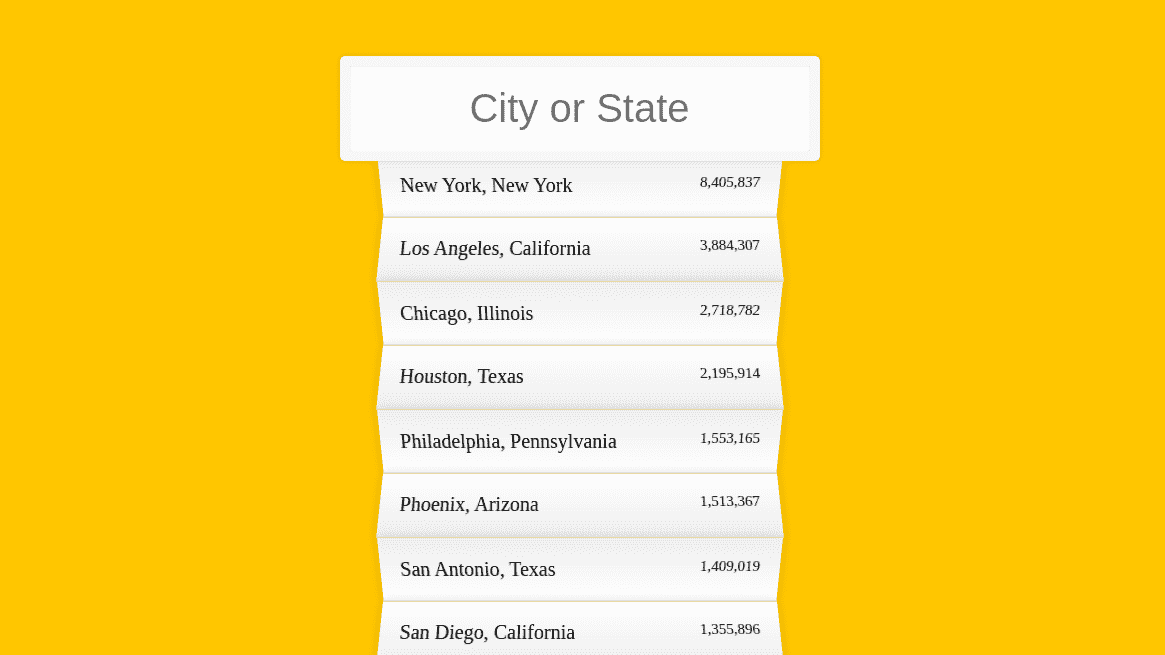 City or State
New York, New York 8,405,837
Los Angeles, California 3,884,307
Chicago, Illinois 2,718,782
Houston, Texas 2,195,914
Philadelphia, Pennsylvania 1,553,165
Phoenix, Arizona 1,513,367
San Antonio, Texas 1,409,019
San Diego, California 1,355,896